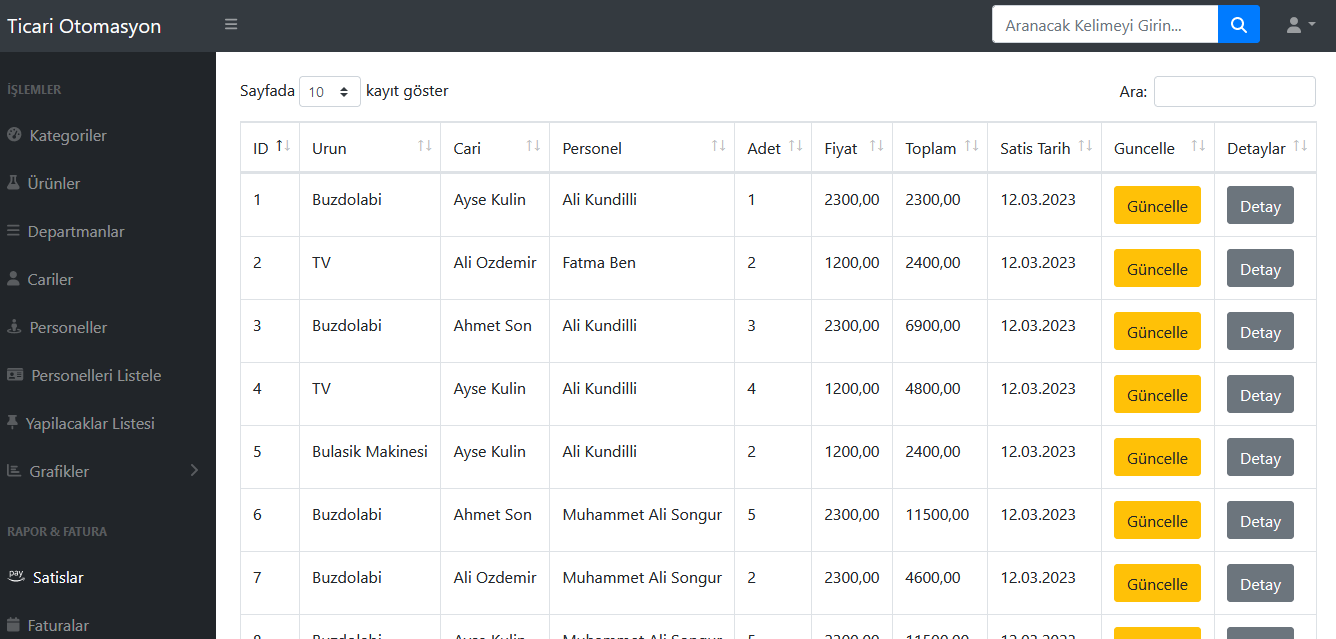 Ticari Otomasyon
Aranacak Kelimeyi Girin...
İŞLEMLER
Kategoriler
Ürünler
Departmanlar
Cariler
Personeller
Personelleri Listele
Yapilacaklar Listesi
Grafikler
RAPOR & FATURA
pay Satislar
Faturalar
Sayfada 10 kayıt göster
Ara:
ID Urun Cari Personel Adet Fiyat Toplam Satis Tarih Guncelle Detaylar
1 Buzdolabi Ayse Kulin Ali Kundilli 1 2300,00 2300,00 12.03.2023 Güncelle Detay
2 TV Ali Ozdemir Fatma Ben 2 1200,00 2400,00 12.03.2023 Güncelle Detay
3 Buzdolabi Ahmet Son Ali Kundilli 3 2300,00 6900,00 12.03.2023 Güncelle Detay
4 TV Ayse Kulin Ali Kundilli 4 1200,00 4800,00 12.03.2023 Güncelle Detay
5 Bulasik Makinesi Ayse Kulin Ali Kundilli 2 1200,00 2400,00 12.03.2023 Güncelle Detay
6 Buzdolabi Ahmet Son Muhammet Ali Songur 5 2300,00 11500,00 12.03.2023 Güncelle Detay
7 Buzdolabi Ali Ozdemir Muhammet Ali Songur 2 2300,00 4600,00 12.03.2023 Güncelle Detay